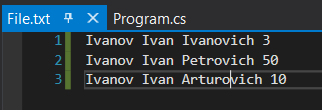 File.txt Program.cs
1 Ivanov Ivan Ivanovich 3
2 Ivanov Ivan Petrovich 50
3 Ivanov Ivan Arturovich 10